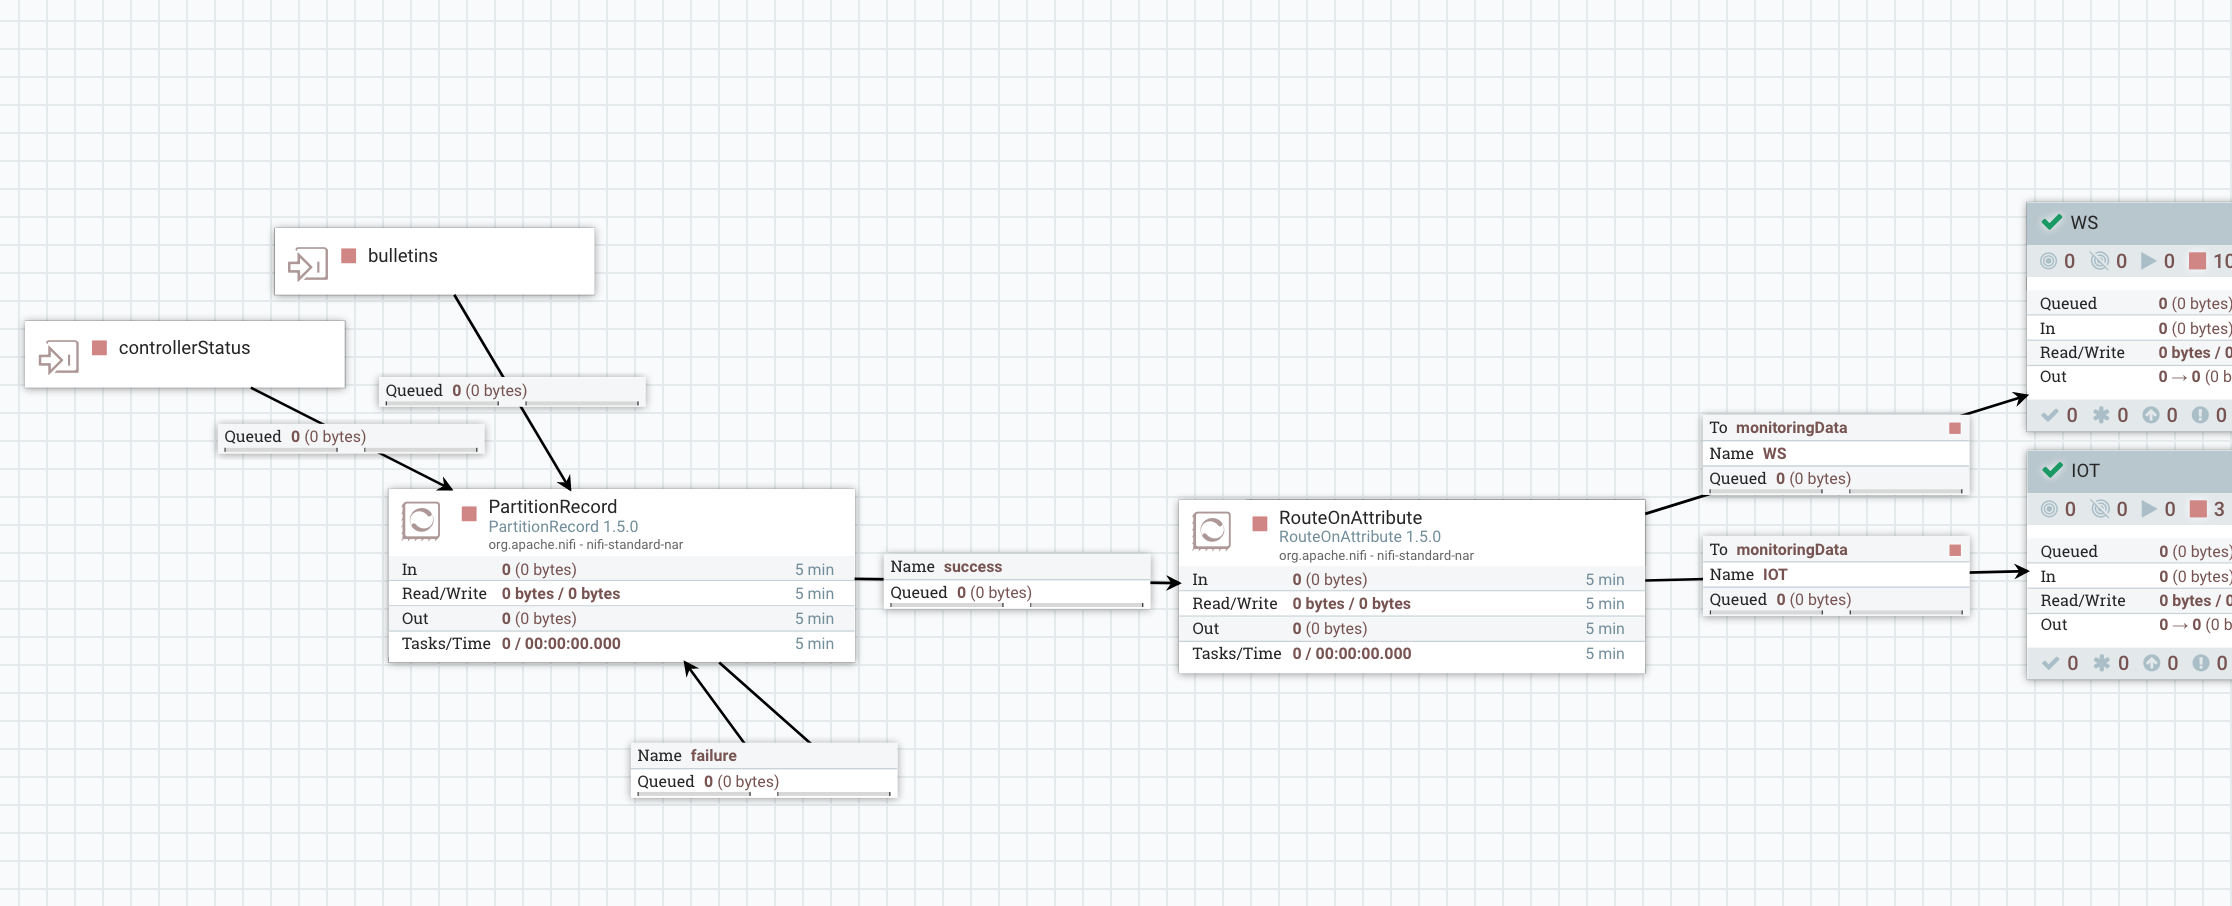 bulletins
controllerStatus
Queued 0 (0 bytes)
Queued 0 (0 bytes)
PartitionRecord
PartitionRecord 1.5.0
org.apache.nifi - nifi-standard-nar
In 0 (0 bytes) 5 min
Read/Write 0 bytes / 0 bytes 5 min
Out 0 (0 bytes) 5 min
Tasks/Time 0 / 00:00:00.000 5 min
Name failure
Queued 0 (0 bytes)
Name success
Queued 0 (0 bytes)
RouteOnAttribute
RouteOnAttribute 1.5.0
org.apache.nifi - nifi-standard-nar
In 0 (0 bytes) 5 min
Read/Write 0 bytes / 0 bytes 5 min
Out 0 (0 bytes) 5 min
Tasks/Time 0 / 00:00:00.000 5 min
To monitoringData
Name WS
Queued 0 (0 bytes)
To monitoringData
Name IOT
Queued 0 (0 bytes)
WS
0 0 0 10
Queued 0 (0 bytes)
In 0 (0 bytes)
Read/Write 0 bytes / 0
Out 0 → 0 (0 b
0 0 0 0
IOT
0 0 0 3
Queued 0 (0 bytes)
In 0 (0 bytes)
Read/Write 0 bytes / 0
Out 0 → 0 (0 b
0 0 0 0